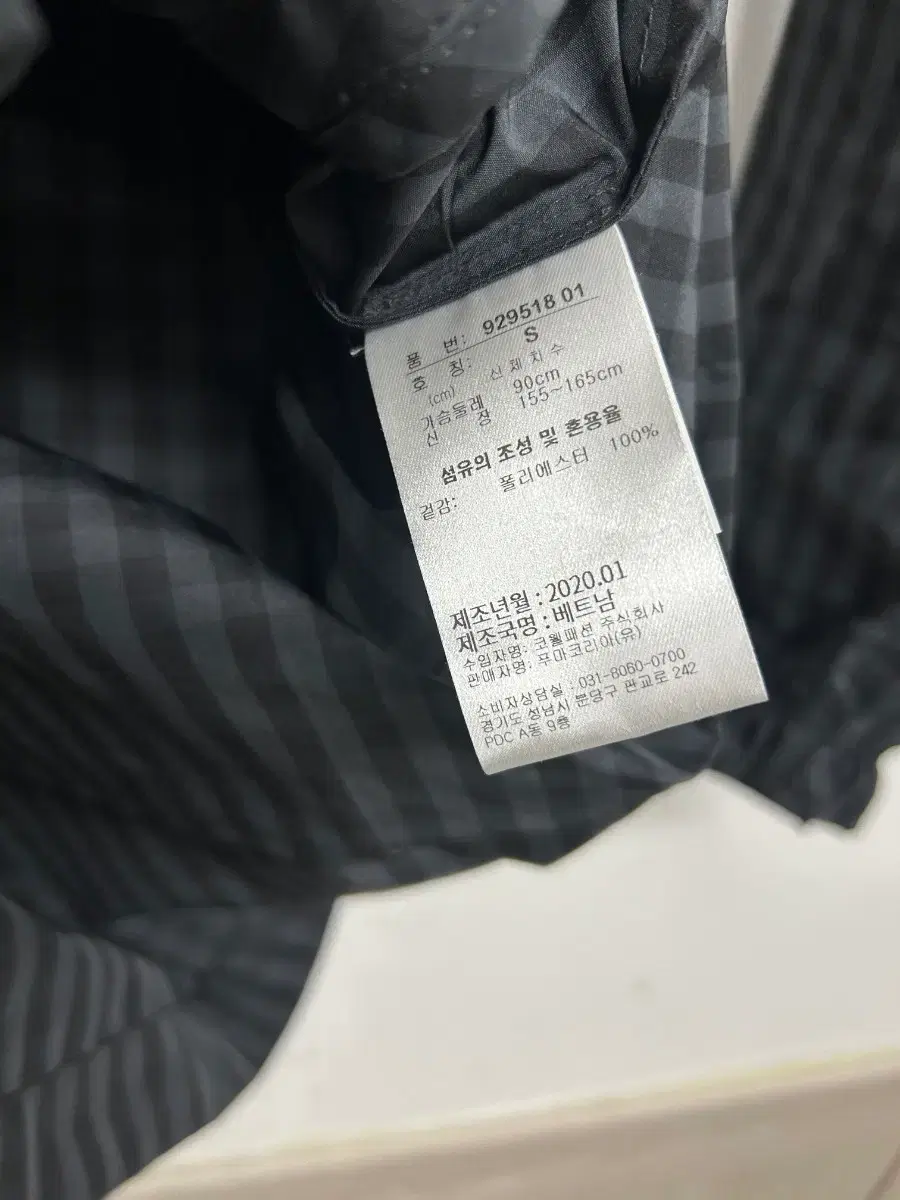 품 번: 929518 01
호 칭: S
(cm) 신체치수
가슴둘레 90cm
신 장 155~165cm
섬유의 조성 및 혼용율
겉감: 폴리에스터 100%
제조년월 : 2020.01
제조국명 : 베트남
수입자명: 코웰패션 주식회사
판매자명: 푸마코리아(유)
소비자상담실 : 031-8060-0700
경기도 성남시 분당구 판교로 242
PDC A동 9층